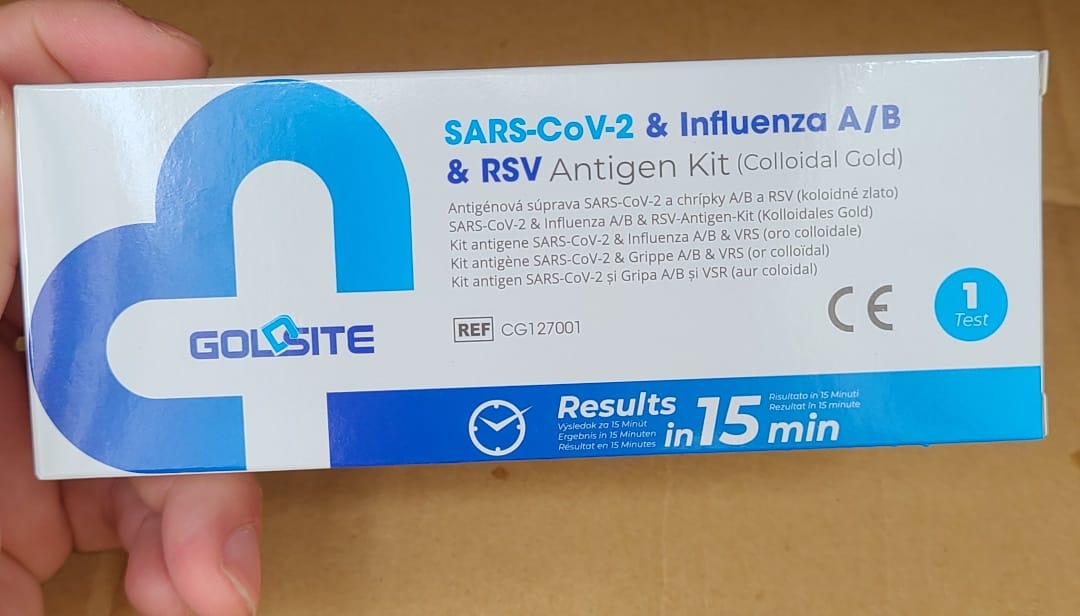 SARS-CoV-2 & Influenza A/B
& RSV Antigen Kit (Colloidal Gold)
Antigénová súprava SARS-CoV-2 a chrípky A/B a RSV (koloidné zlato)
SARS-CoV-2 & Influenza A/B & RSV-Antigen-Kit (Kolloidales Gold)
Kit antigene SARS-CoV-2 & Influenza A/B & VRS (oro colloidale)
Kit antigène SARS-CoV-2 & Grippe A/B & VRS (or colloïdal)
Kit antigen SARS-CoV-2 și Gripa A/B și VSR (aur coloidal)
GOLDSITE
REF CG127001
CE
1
Test
Results
Výsledok za 15 Minút
Ergebnis in 15 Minuten
Résultat en 15 Minutes
in 15 min
Risultato in 15 Minuti
Rezultat în 15 minute